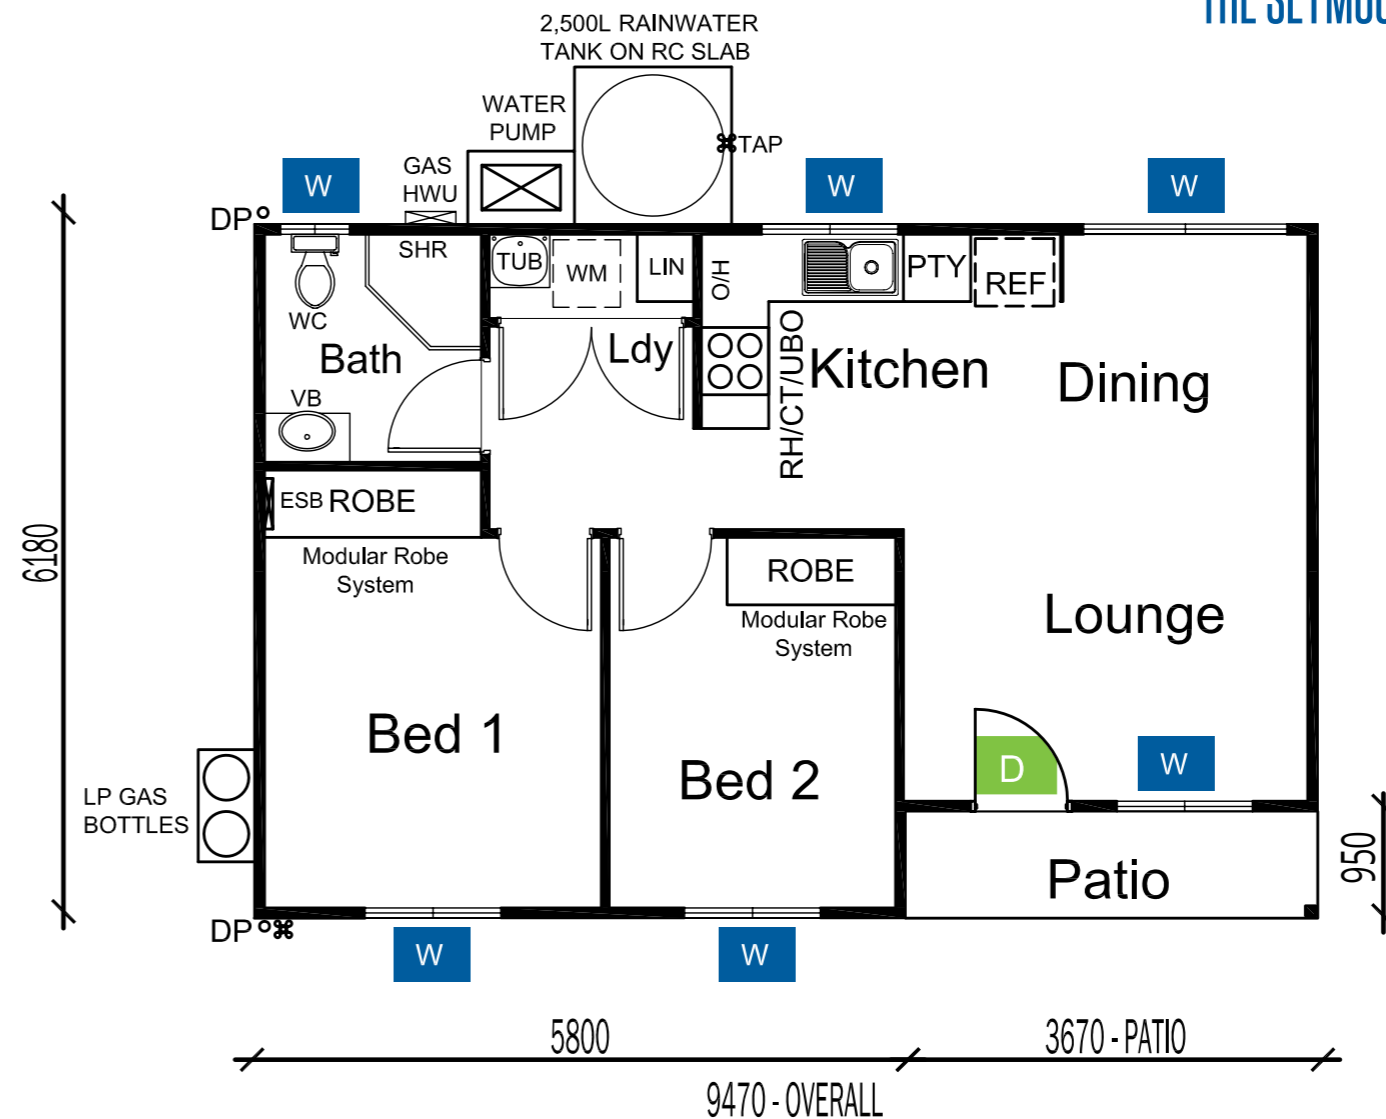 2,500L RAINWATER
TANK ON RC SLAB
WATER
PUMP
TAP
GAS
HWU
W
W
W
DP
SHR
TUB
WM
LIN
O/H
PTY
REF
WC
Bath
Ldy
RH/CT/UBO
Kitchen
Dining
VB
ESB ROBE
Modular Robe
System
ROBE
Modular Robe
System
Lounge
6180
Bed 1
Bed 2
D
W
LP GAS
BOTTLES
Patio
950
DP
W
W
5800
3670 - PATIO
9470 - OVERALL